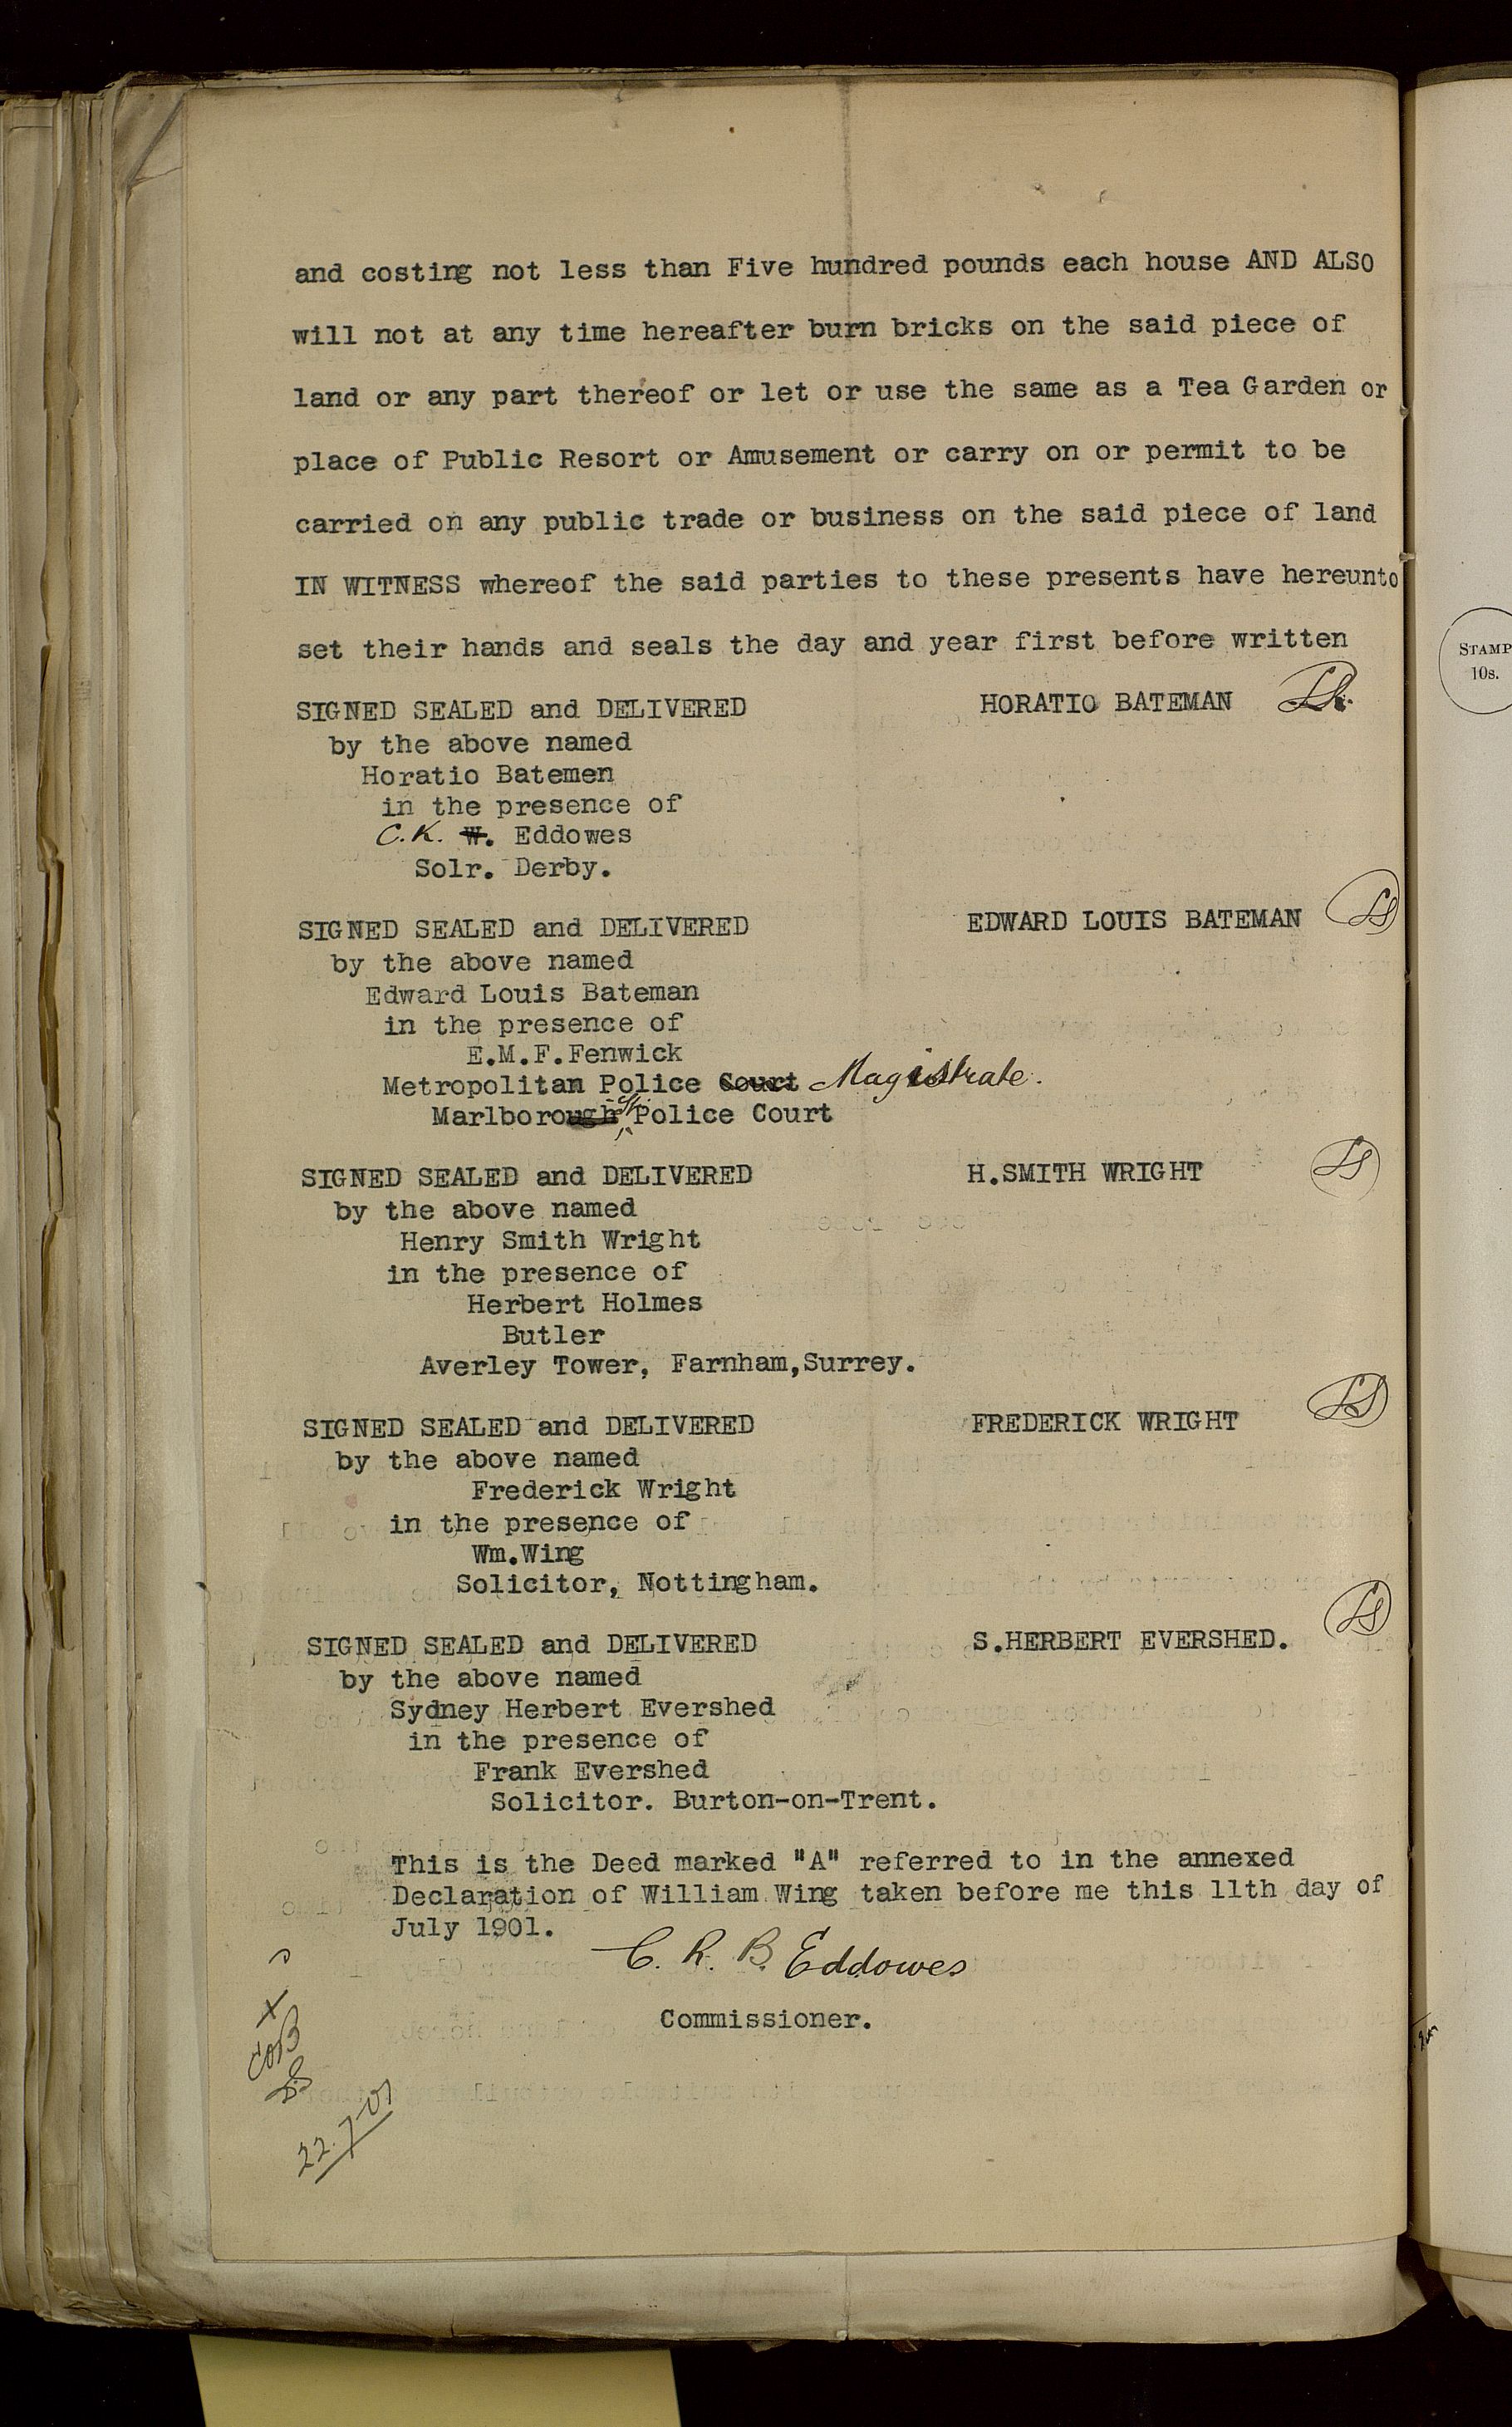 and costing not less than Five hundred pounds each house AND ALSO
will not at any time hereafter burn bricks on the said piece of
land or any part thereof or let or use the same as a Tea Garden or
place of Public Resort or Amusement or carry on or permit to be
carried on any public trade or business on the said piece of land
IN WITNESS whereof the said parties to these presents have hereunto
set their hands and seals the day and year first before written
SIGNED SEALED and DELIVERED HORATIO BATEMAN LS
by the above named
Horatio Batemen
in the presence of
C.K. W. Eddowes
Solr. Derby.
SIGNED SEALED and DELIVERED EDWARD LOUIS BATEMAN LS
by the above named
Edward Louis Bateman
in the presence of
E.M.F.Fenwick
Metropolitan Police Court Magistrate.
Marlborough St Police Court
SIGNED SEALED and DELIVERED H.SMITH WRIGHT LS
by the above named
Henry Smith Wright
in the presence of
Herbert Holmes
Butler
Averley Tower, Farnham,Surrey.
SIGNED SEALED and DELIVERED FREDERICK WRIGHT LS
by the above named
Frederick Wright
in the presence of
Wm.Wing
Solicitor, Nottingham.
SIGNED SEALED and DELIVERED S.HERBERT EVERSHED. LS
by the above named
Sydney Herbert Evershed
in the presence of
Frank Evershed
Solicitor. Burton-on-Trent.
This is the Deed marked "A" referred to in the annexed
Declaration of William Wing taken before me this 11th day of
July 1901.
C. R. B. Eddowes
Commissioner.
22.7.01
STAMP
10s.